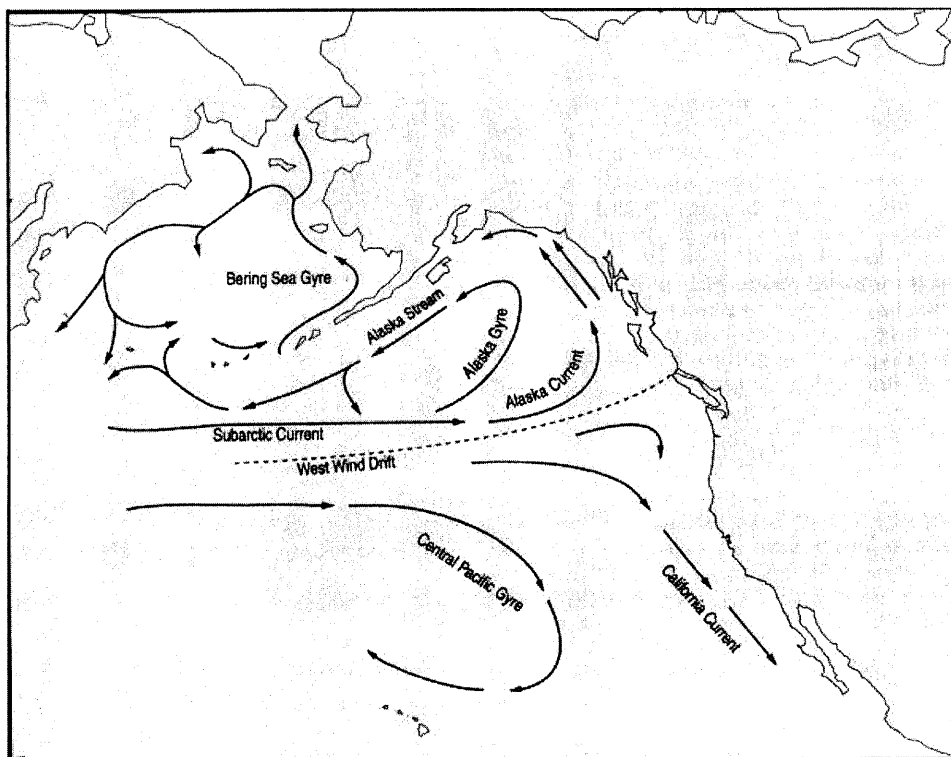 Bering Sea Gyre
Alaska Stream
Alaska Gyre
Alaska Current
Subarctic Current
West Wind Drift
Central Pacific Gyre
California Current